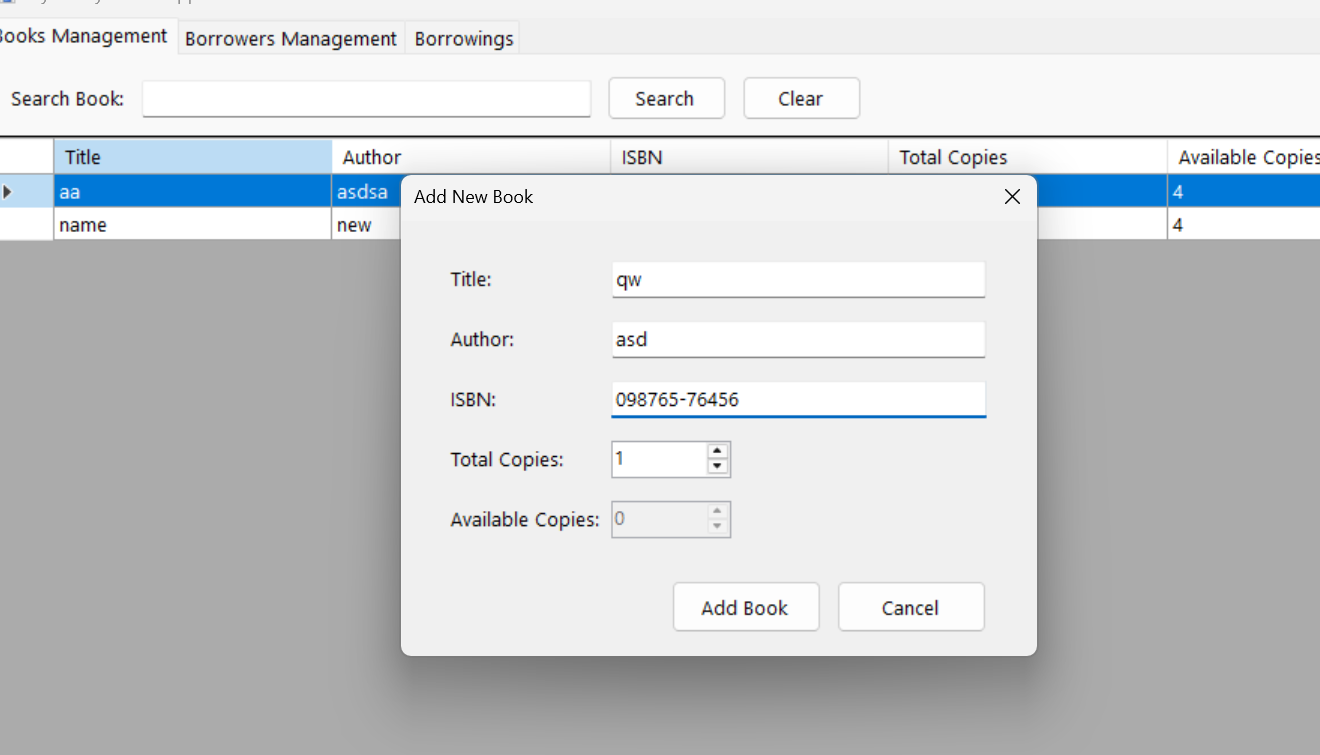 Books Management Borrowers Management Borrowings
Search Book: Search Clear
Title Author ISBN Total Copies Available Copies
aa asdsa 4
name new 4
Add New Book
Title: qw
Author: asd
ISBN: 098765-76456
Total Copies: 1
Available Copies: 0
Add Book Cancel